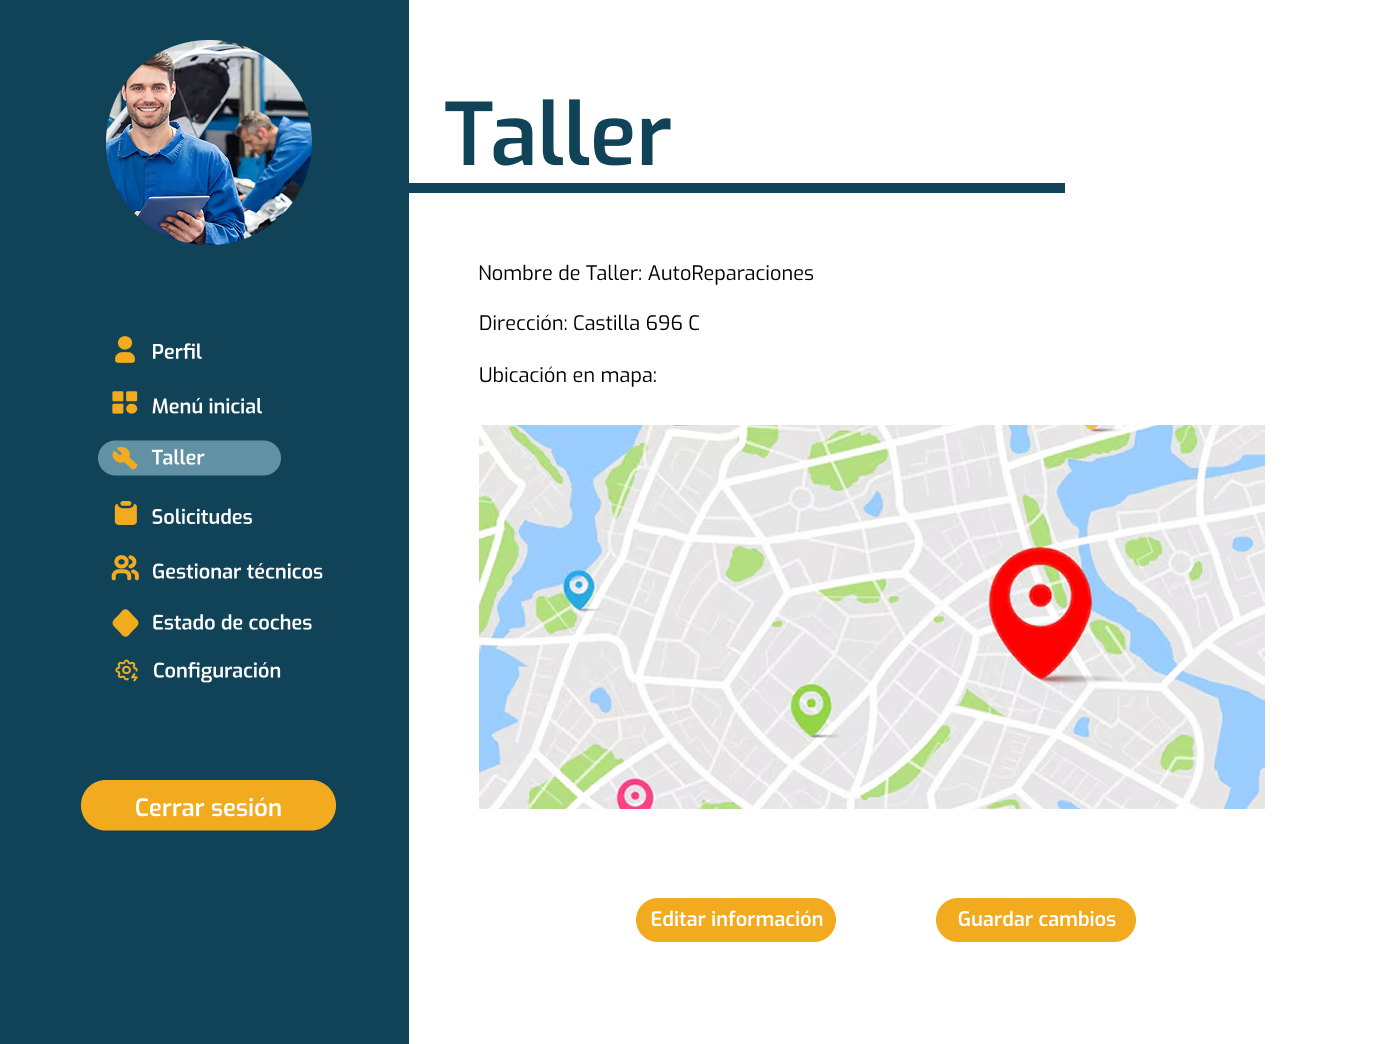 Perfil
Menú inicial
Taller
Solicitudes
Gestionar técnicos
Estado de coches
Configuración
Cerrar sesión
Taller
Nombre de Taller: AutoReparaciones
Dirección: Castilla 696 C
Ubicación en mapa:
Editar información
Guardar cambios